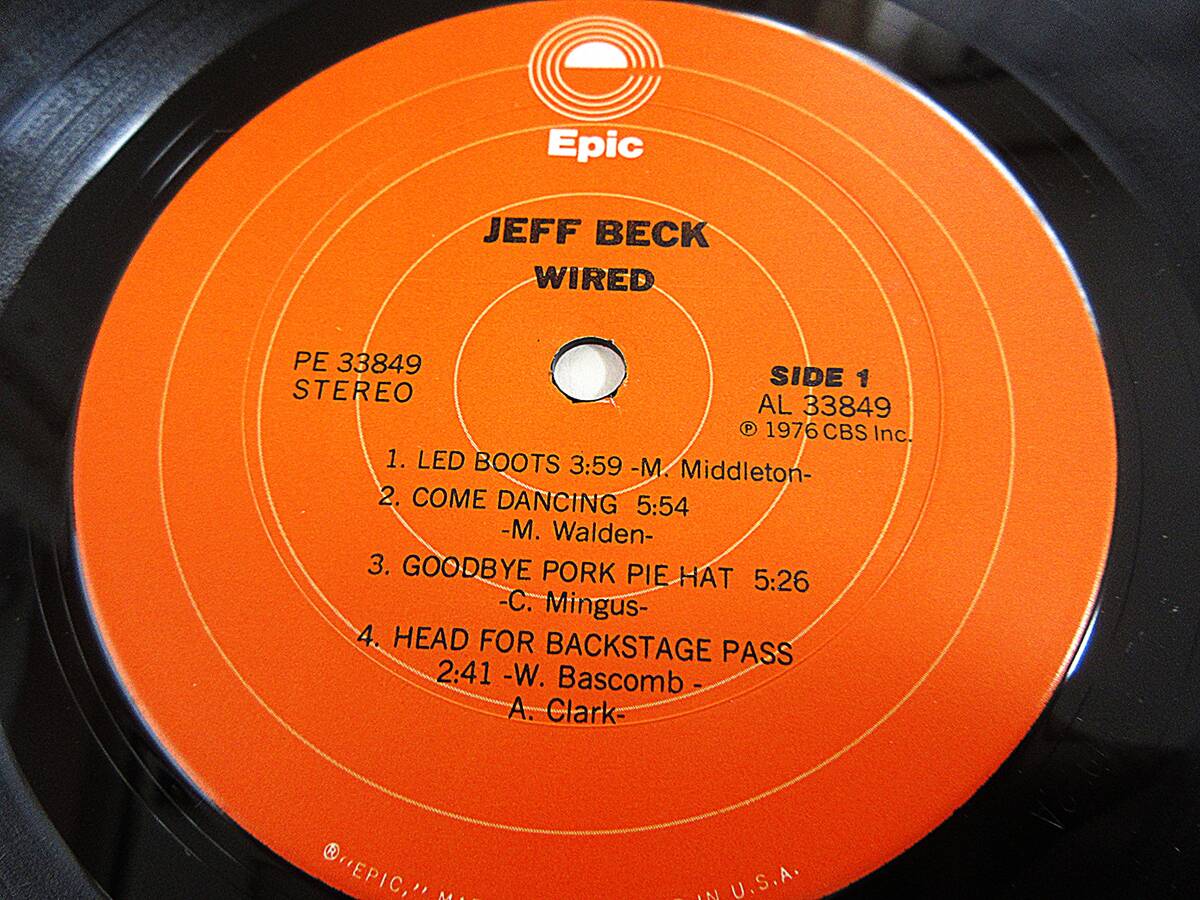 Epic
JEFF BECK
WIRED
PE 33849
STEREO
SIDE 1
AL 33849
℗ 1976 CBS Inc.
1. LED BOOTS 3:59 -M. Middleton-
2. COME DANCING 5:54
-M. Walden-
3. GOODBYE PORK PIE HAT 5:26
-C. Mingus-
4. HEAD FOR BACKSTAGE PASS
2:41 -W. Bascomb -
A. Clark-
®"EPIC," IN U.S.A.